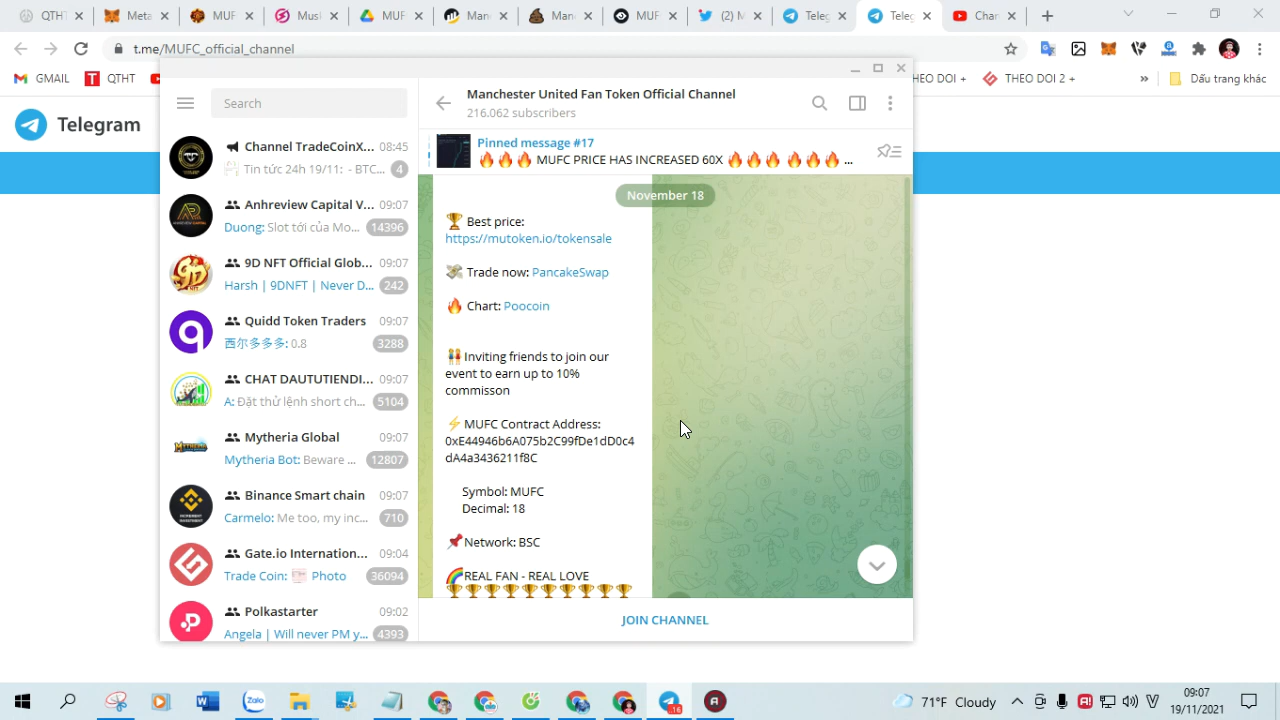 QTHT
Meta
MUF
Musk
MUF
Man
Man
MUF
(2) M
Teleg
Teleg
Char
t.me/MUFC_official_channel
GMAIL
QTHT
HEO DOI +
THEO DOI 2 +
»
Dấu trang khác
Telegram
Search
Channel TradeCoinX...
08:45
Tin tức 24h 19/11: - BTC...
4
Anhreview Capital V...
09:07
Duong: Slot tới của Mo...
14396
9D NFT Official Glob...
09:07
Harsh | 9DNFT | Never D...
242
Quidd Token Traders
09:07
西尔多多多: 0.8
3288
CHAT DAUTUTIENDI...
09:07
A: Đặt thử lệnh short ch...
5104
Mytheria Global
09:07
Mytheria Bot: Beware ...
12807
Binance Smart chain
09:07
Carmelo: Me too, my inc...
710
Gate.io Internation...
09:04
Trade Coin: Photo
36094
Polkastarter
09:02
Angela | Will never PM y...
4393
Manchester United Fan Token Official Channel
216.062 subscribers
Pinned message #17
🔥🔥🔥 MUFC PRICE HAS INCREASED 60X 🔥🔥🔥 🔥🔥🔥 ...
November 18
🏆 Best price:
https://mutoken.io/tokensale
💸 Trade now: PancakeSwap
🔥 Chart: Poocoin
👭Inviting friends to join our
event to earn up to 10%
commisson
⚡MUFC Contract Address:
0xE44946b6A075b2C99fDe1dD0c4
dA4a3436211f8C
Symbol: MUFC
Decimal: 18
📌Network: BSC
🌈REAL FAN - REAL LOVE
🏆🏆🏆🏆🏆🏆🏆🏆🏆🏆
JOIN CHANNEL
Zalo
16
71°F Cloudy
09:07
19/11/2021